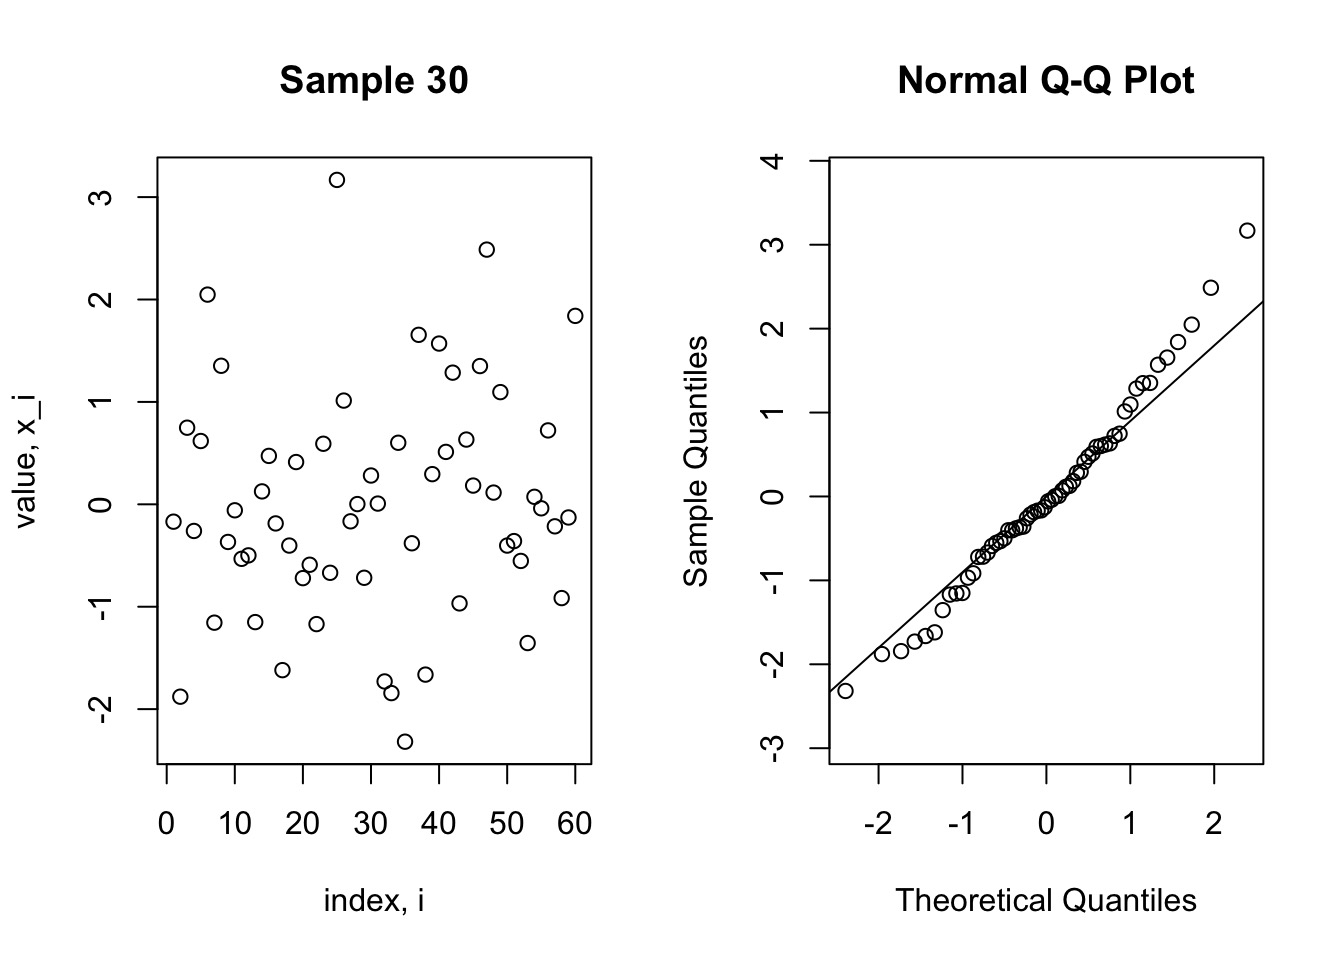 Sample 30
value, x_i
3
2
1
0
-1
-2
0 10 20 30 40 50 60
index, i
Normal Q-Q Plot
Sample Quantiles
4
3
2
1
0
-1
-2
-3
-2 -1 0 1 2
Theoretical Quantiles